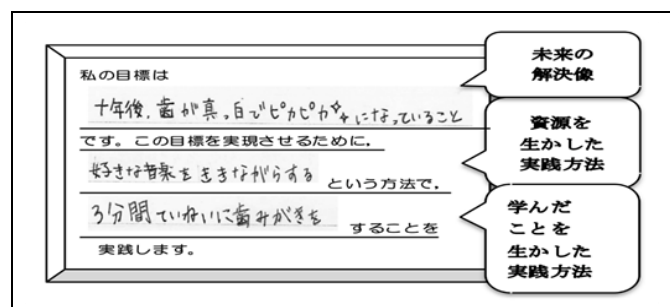 私の目標は
十年後、歯が真っ白でピカピカになっていること
です。この目標を実現させるために，
好きな音楽をききながらする という方法で，
3分間ていねいに歯みがきを することを
実践します。
未来の
解決像
資源を
生かした
実践方法
学んだ
ことを
生かした
実践方法